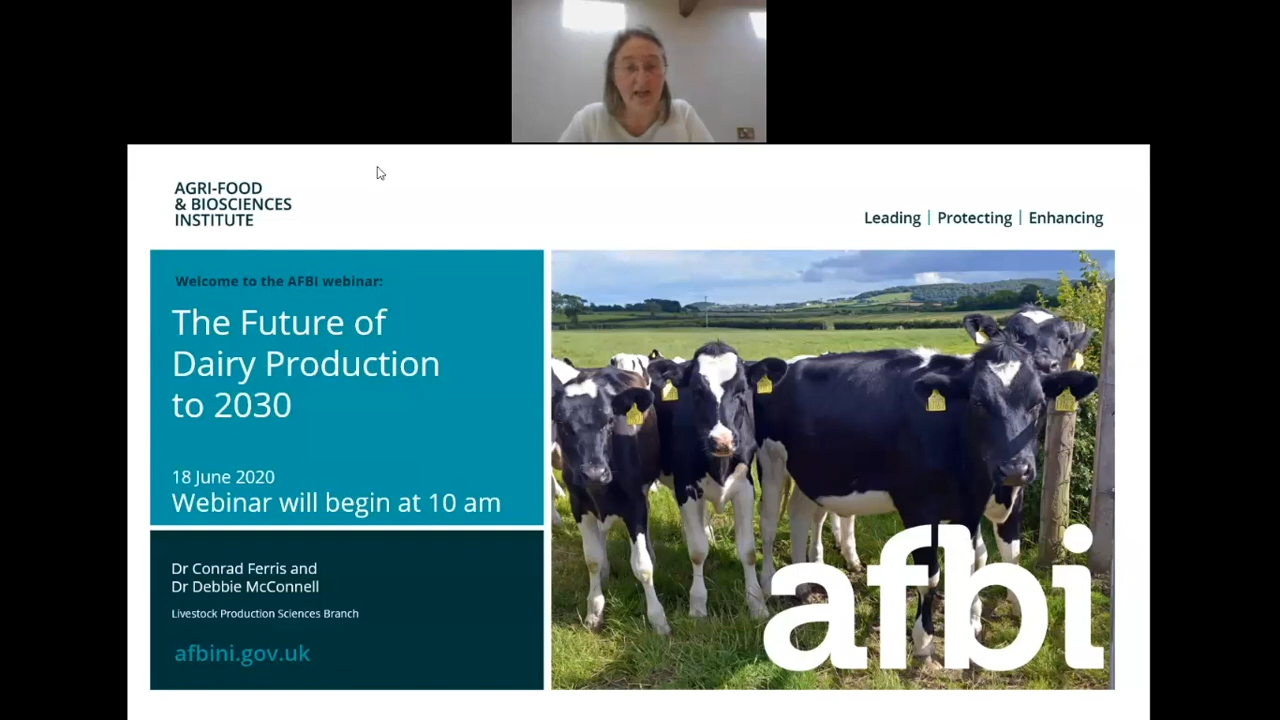 AGRI-FOOD
& BIOSCIENCES
INSTITUTE
Leading | Protecting | Enhancing
Welcome to the AFBI webinar:
The Future of
Dairy Production
to 2030
18 June 2020
Webinar will begin at 10 am
Dr Conrad Ferris and
Dr Debbie McConnell
Livestock Production Sciences Branch
afbini.gov.uk
afbi